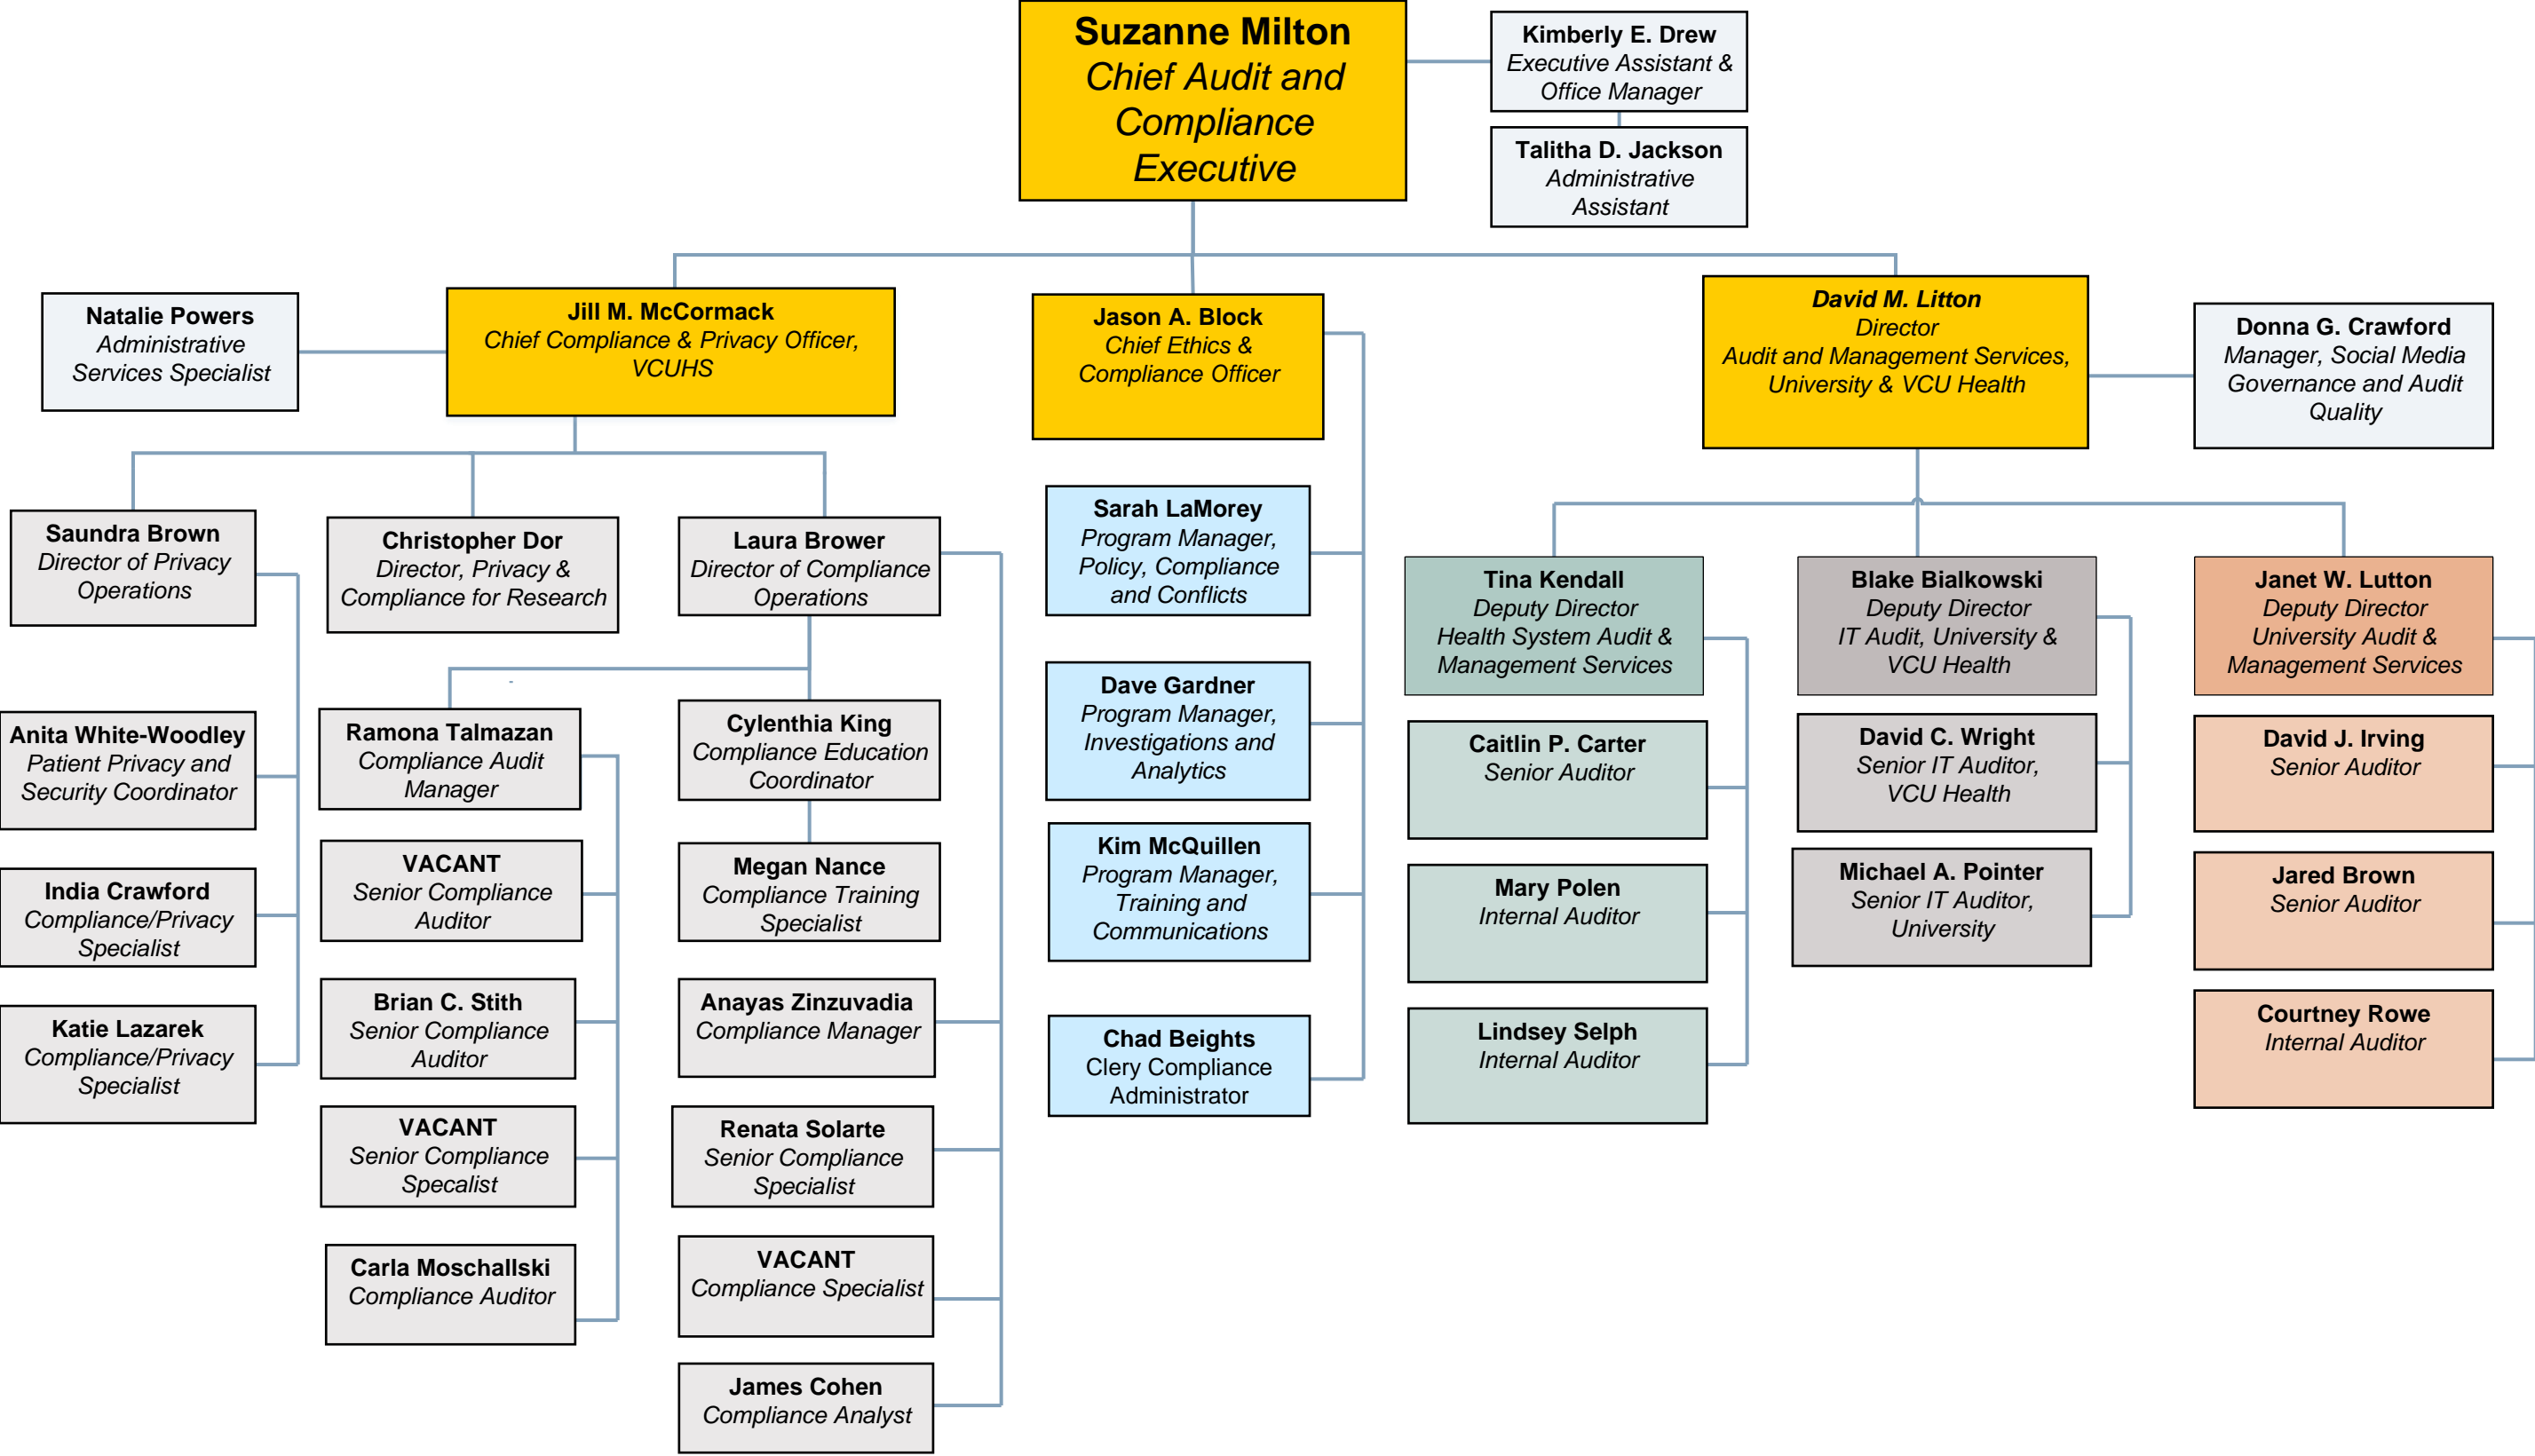 Suzanne Milton
Chief Audit and
Compliance
Executive
Kimberly E. Drew
Executive Assistant &
Office Manager
Talitha D. Jackson
Administrative
Assistant
Natalie Powers
Administrative
Services Specialist
Jill M. McCormack
Chief Compliance & Privacy Officer,
VCUHS
Jason A. Block
Chief Ethics &
Compliance Officer
David M. Litton
Director
Audit and Management Services,
University & VCU Health
Donna G. Crawford
Manager, Social Media
Governance and Audit
Quality
Saundra Brown
Director of Privacy
Operations
Anita White-Woodley
Patient Privacy and
Security Coordinator
India Crawford
Compliance/Privacy
Specialist
Katie Lazarek
Compliance/Privacy
Specialist
Christopher Dor
Director, Privacy &
Compliance for Research
Laura Brower
Director of Compliance
Operations
Ramona Talmazan
Compliance Audit
Manager
VACANT
Senior Compliance
Auditor
Brian C. Stith
Senior Compliance
Auditor
VACANT
Senior Compliance
Specalist
Carla Moschallski
Compliance Auditor
Cylenthia King
Compliance Education
Coordinator
Megan Nance
Compliance Training
Specialist
Anayas Zinzuvadia
Compliance Manager
Renata Solarte
Senior Compliance
Specialist
VACANT
Compliance Specialist
James Cohen
Compliance Analyst
Sarah LaMorey
Program Manager,
Policy, Compliance
and Conflicts
Dave Gardner
Program Manager,
Investigations and
Analytics
Kim McQuillen
Program Manager,
Training and
Communications
Chad Beights
Clery Compliance
Administrator
Tina Kendall
Deputy Director
Health System Audit &
Management Services
Caitlin P. Carter
Senior Auditor
Mary Polen
Internal Auditor
Lindsey Selph
Internal Auditor
Blake Bialkowski
Deputy Director
IT Audit, University &
VCU Health
David C. Wright
Senior IT Auditor,
VCU Health
Michael A. Pointer
Senior IT Auditor,
University
Janet W. Lutton
Deputy Director
University Audit &
Management Services
David J. Irving
Senior Auditor
Jared Brown
Senior Auditor
Courtney Rowe
Internal Auditor